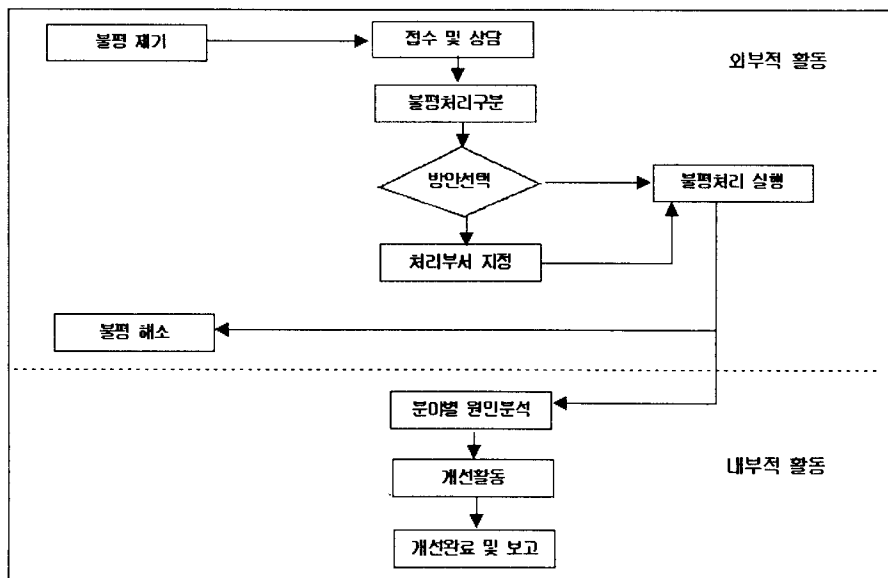 불평 제기
접수 및 상담
외부적 활동
불평처리구분
방안선택
불평처리 실행
처리부서 지정
불평 해소
분야별 원인분석
내부적 활동
개선활동
개선완료 및 보고